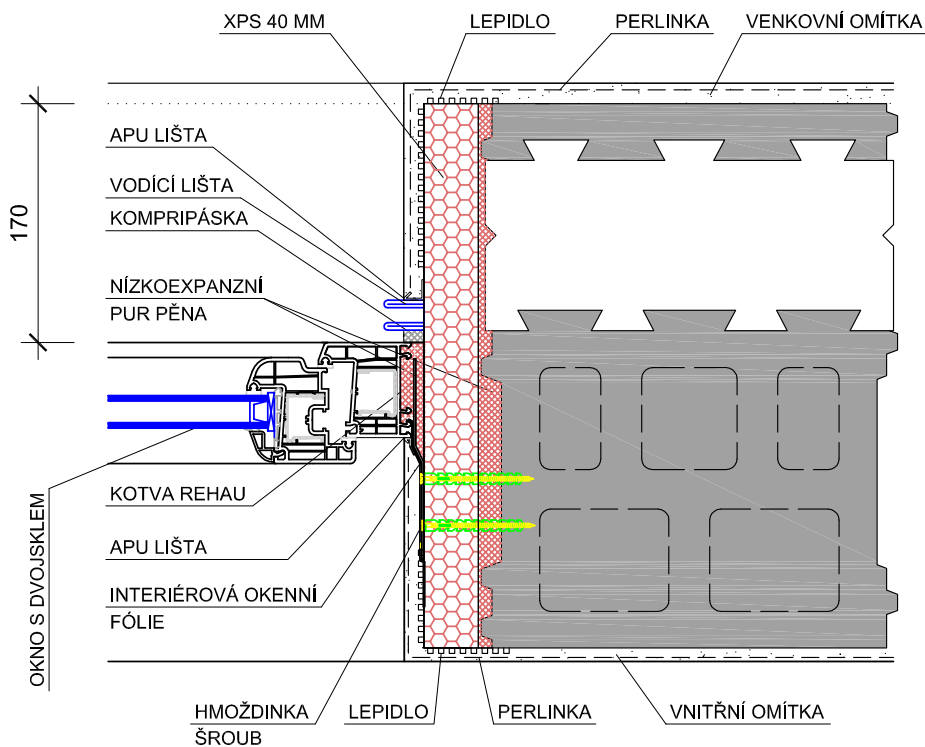 XPS 40 MM
LEPIDLO
PERLINKA
VENKOVNÍ OMÍTKA
APU LIŠTA
VODÍCÍ LIŠTA
KOMPRIPÁSKA
170
NÍZKOEXPANZNÍ
PUR PĚNA
KOTVA REHAU
APU LIŠTA
INTERIÉROVÁ OKENNÍ
FÓLIE
OKNO S DVOJSKLEM
HMOŽDINKA
ŠROUB
LEPIDLO
PERLINKA
VNITŘNÍ OMÍTKA